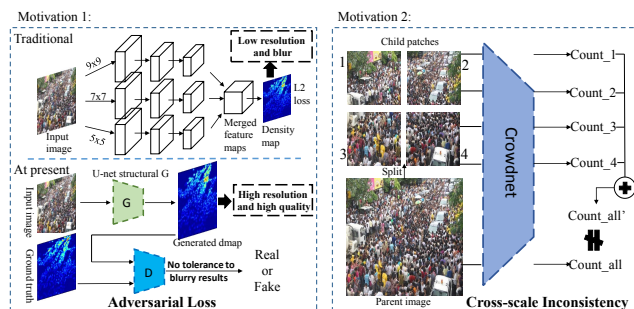 Motivation 1:
Traditional
9x9
7x7
5x5
Input
image
Merged
feature
maps
Low resolution
and blur
L2
loss
Density
map
At present
U-net structural G
Input image
G
High resolution
and high quality
Generated dmap
Ground truth
D
No tolerance to
blurry results
Real
or
Fake
Adversarial Loss
Motivation 2:
Child patches
1
2
3
4
Split
Parent image
Crowdnet
Count_1
Count_2
Count_3
Count_4
Count_all’
Count_all
Cross-scale Inconsistency